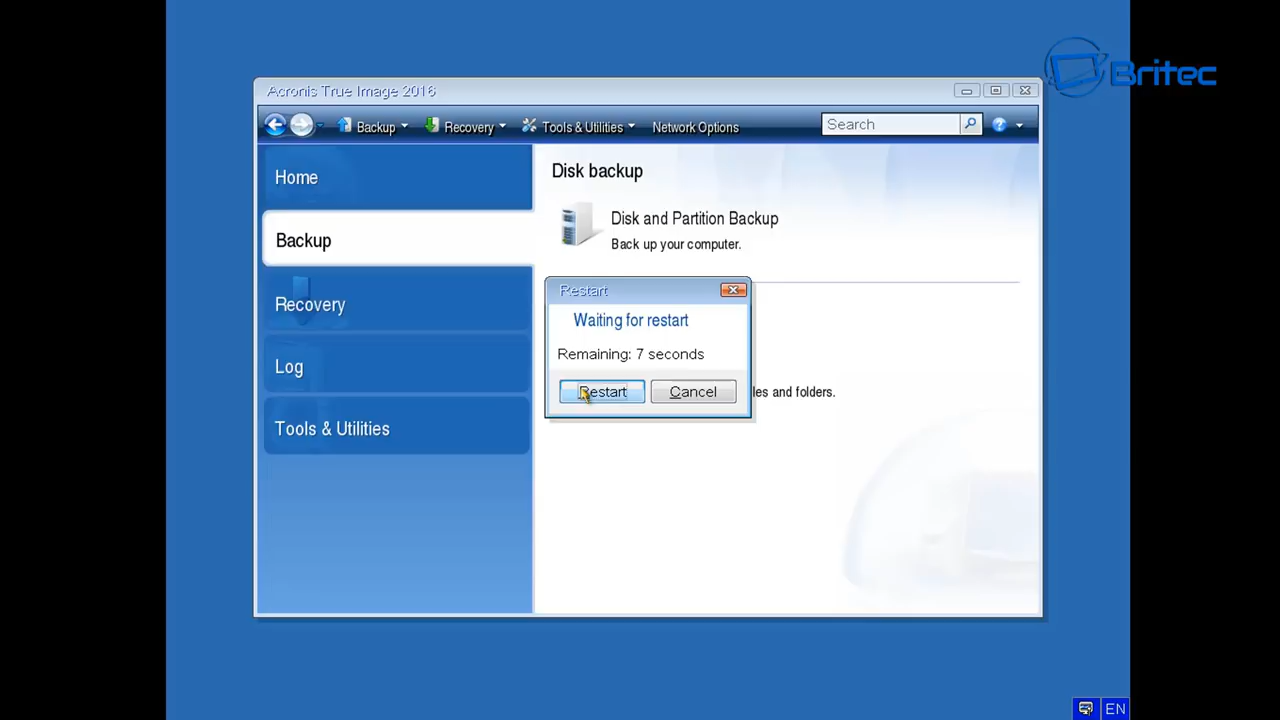 Britec
Acronis True Image 2016
Backup
Recovery
Tools & Utilities
Network Options
Search
Home
Backup
Recovery
Log
Tools & Utilities
Disk backup
Disk and Partition Backup
Back up your computer.
Restart
Waiting for restart
Remaining: 7 seconds
Restart
Cancel
les and folders.
EN